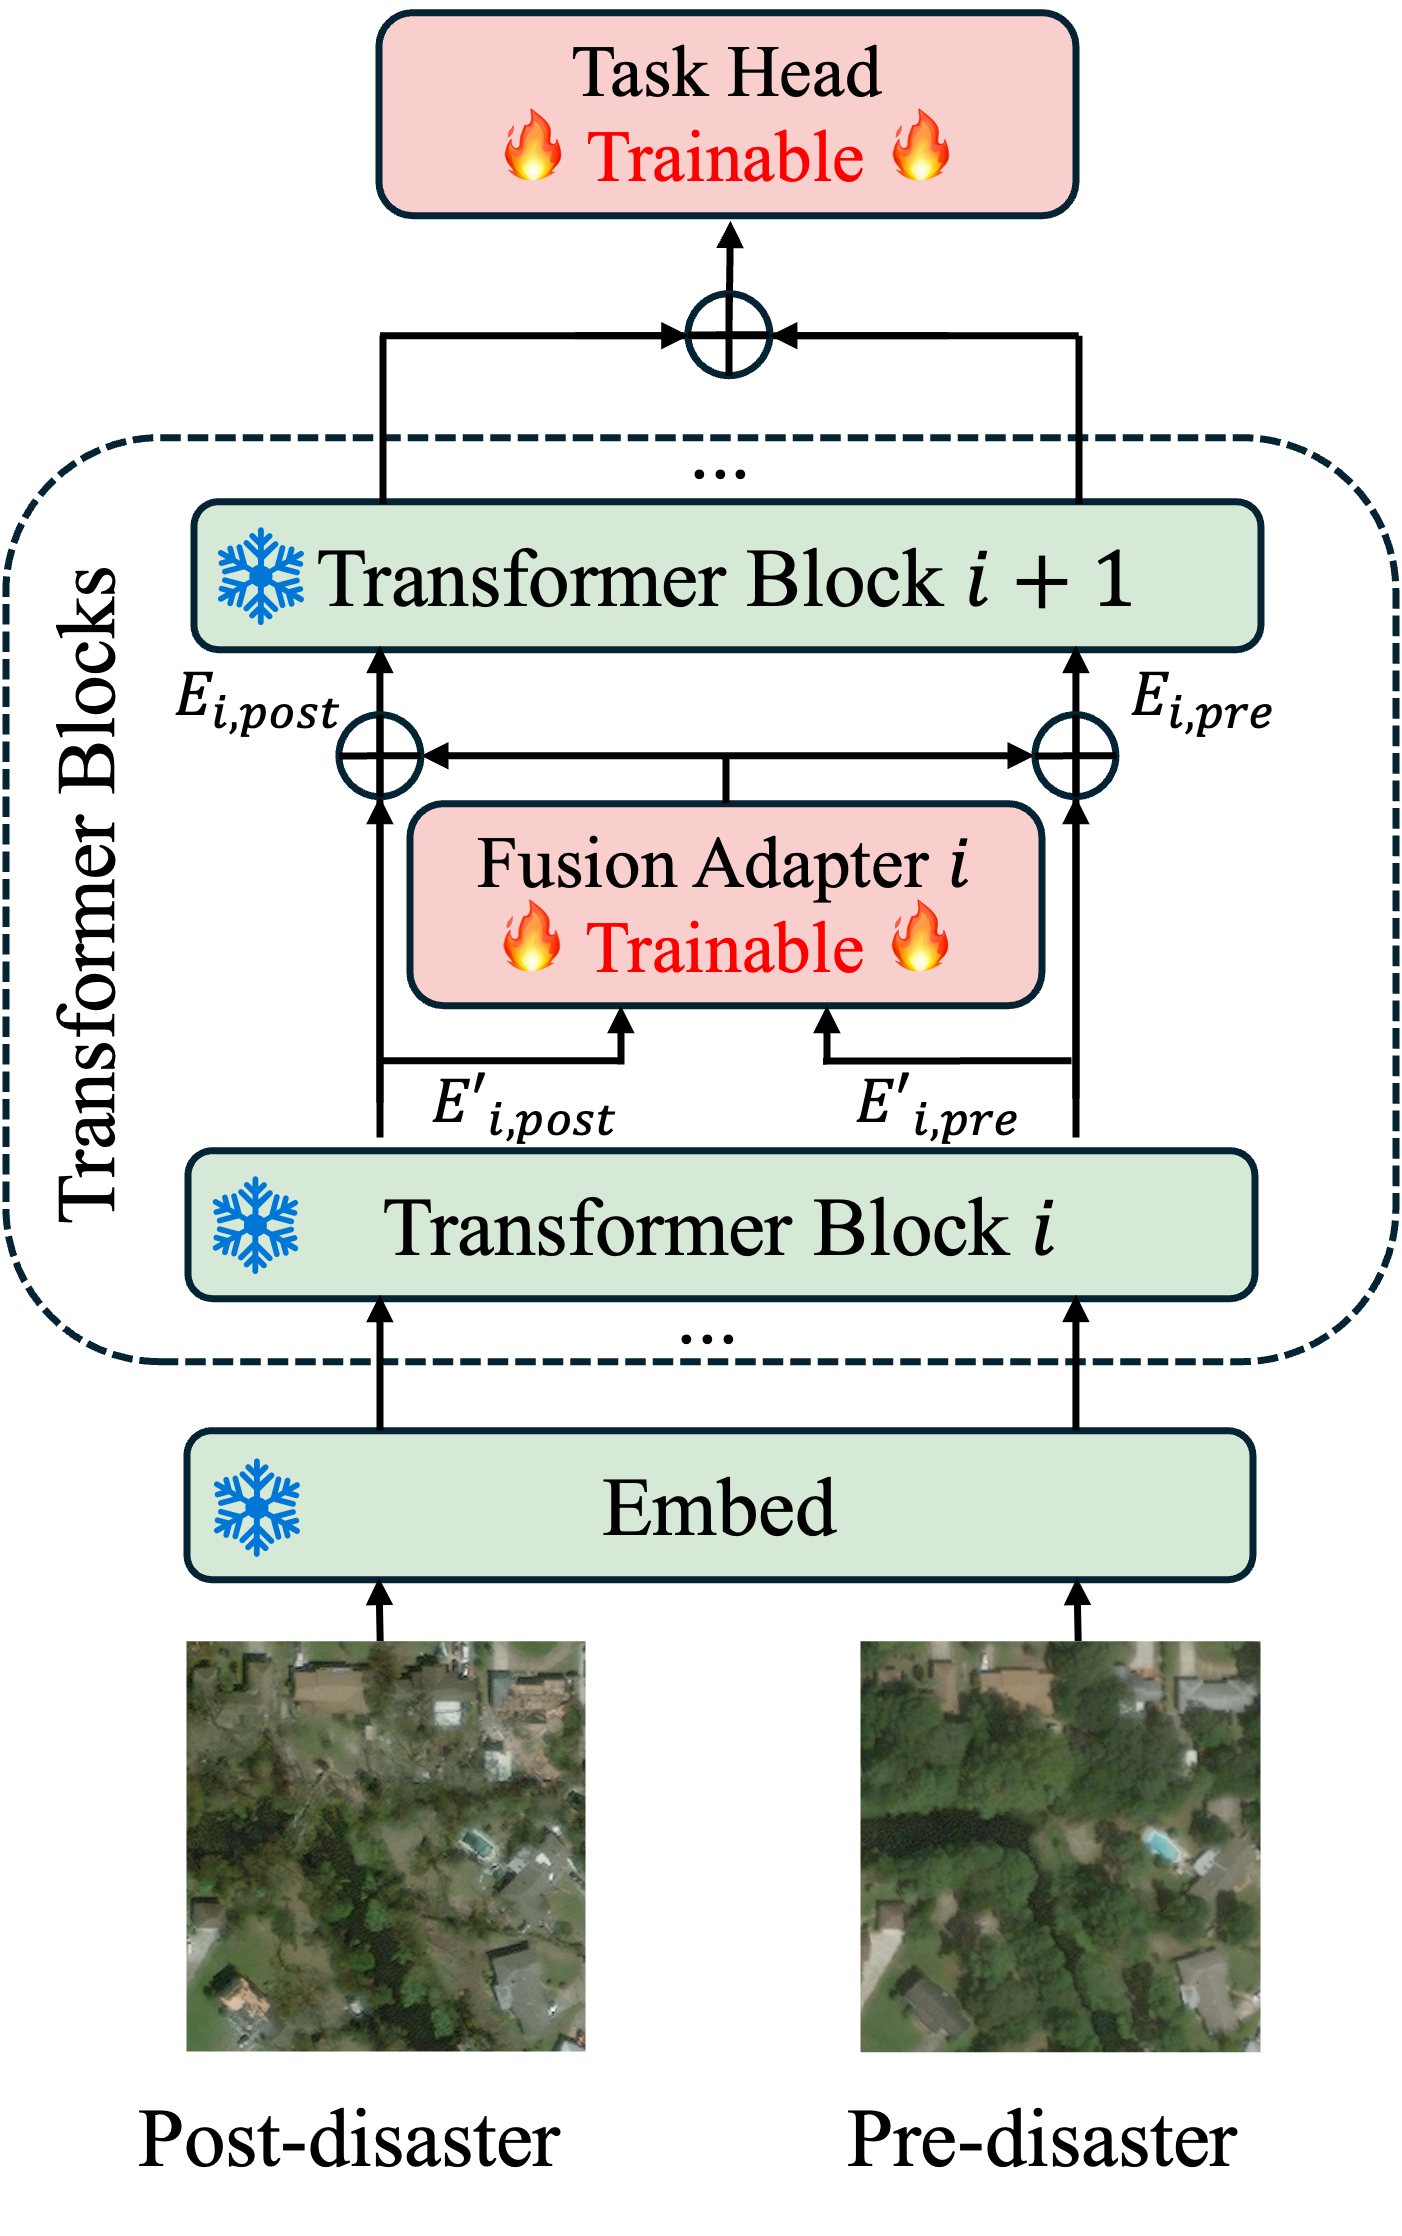 Task Head
Trainable
...
Transformer Blocks
Transformer Block i + 1
E_{i,post}
E_{i,pre}
Fusion Adapter i
Trainable
E'_{i,post}
E'_{i,pre}
Transformer Block i
...
Embed
Post-disaster
Pre-disaster